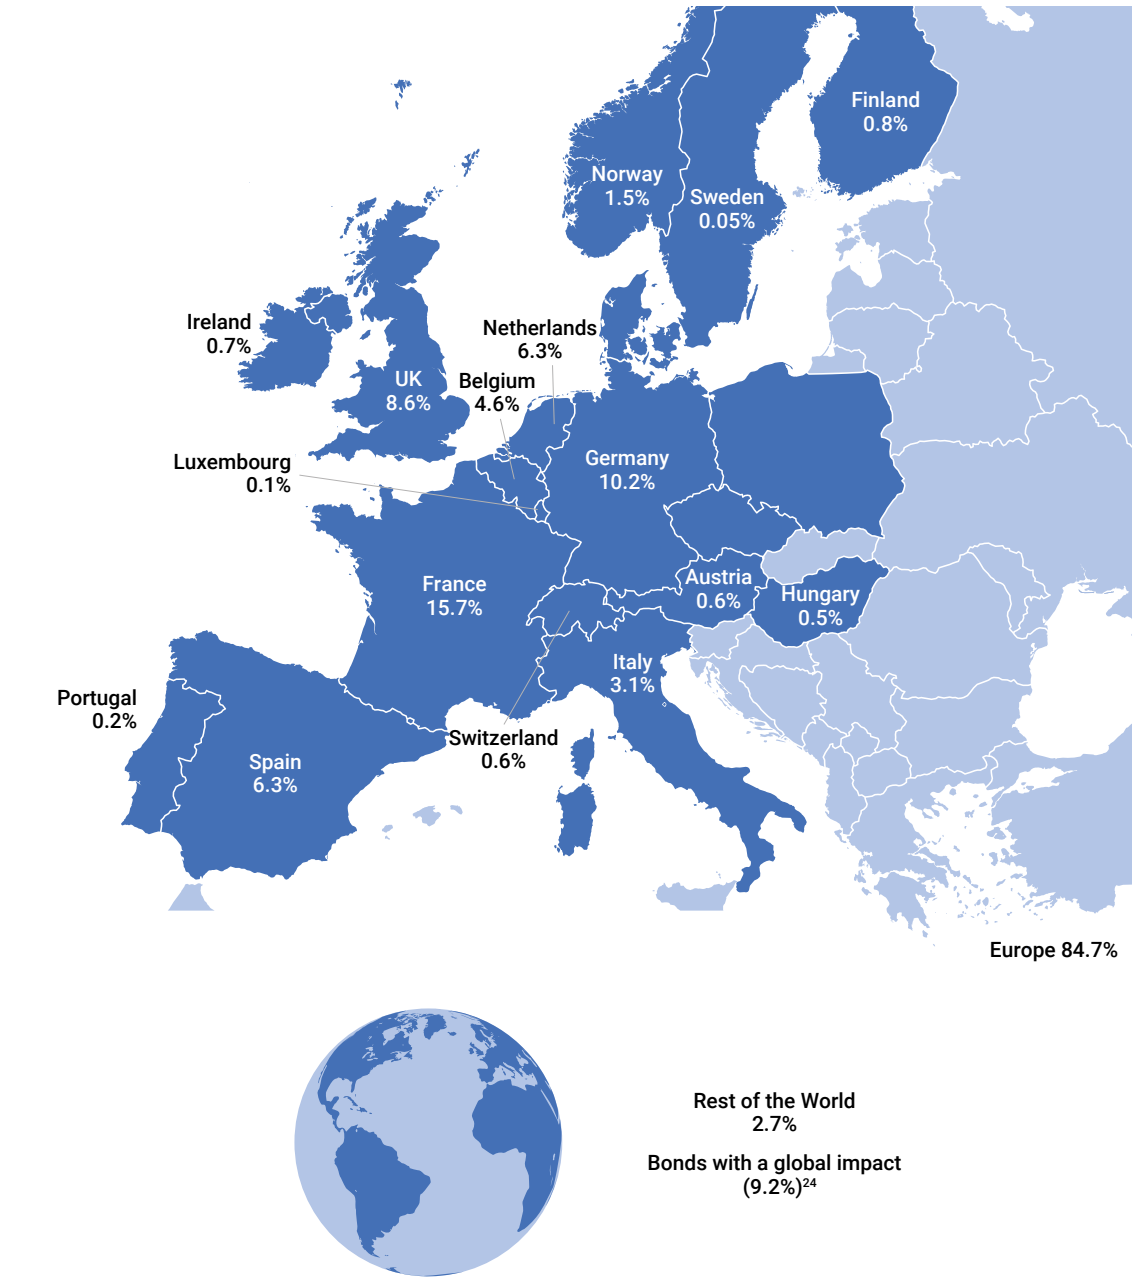 Finland
0.8%
Norway
1.5%
Sweden
0.05%
Ireland
0.7%
Netherlands
6.3%
UK
8.6%
Belgium
4.6%
Luxembourg
0.1%
Germany
10.2%
France
15.7%
Austria
0.6%
Hungary
0.5%
Italy
3.1%
Portugal
0.2%
Switzerland
0.6%
Spain
6.3%
Europe 84.7%
Rest of the World
2.7%
Bonds with a global impact
(9.2%)24